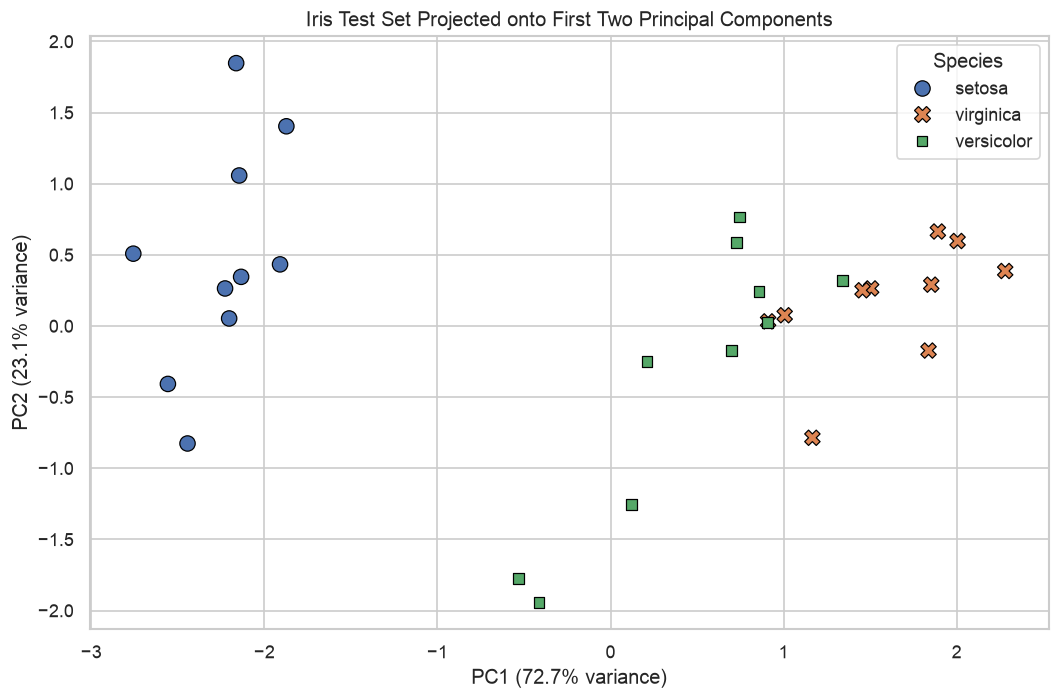 Iris Test Set Projected onto First Two Principal Components
2.0
1.5
1.0
0.5
0.0
−0.5
−1.0
−1.5
−2.0
PC2 (23.1% variance)
Species
setosa
virginica
versicolor
−3
−2
−1
0
1
2
PC1 (72.7% variance)